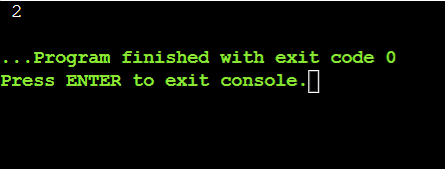 2
...Program finished with exit code 0
Press ENTER to exit console.